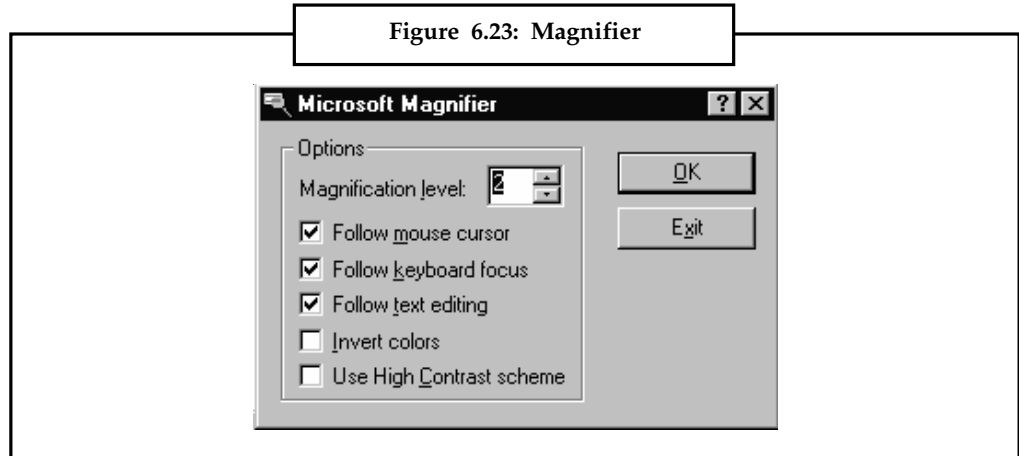 Figure 6.23: Magnifier
Microsoft Magnifier
Options
Magnification level: 2
OK
Exit
Follow mouse cursor
Follow keyboard focus
Follow text editing
Invert colors
Use High Contrast scheme